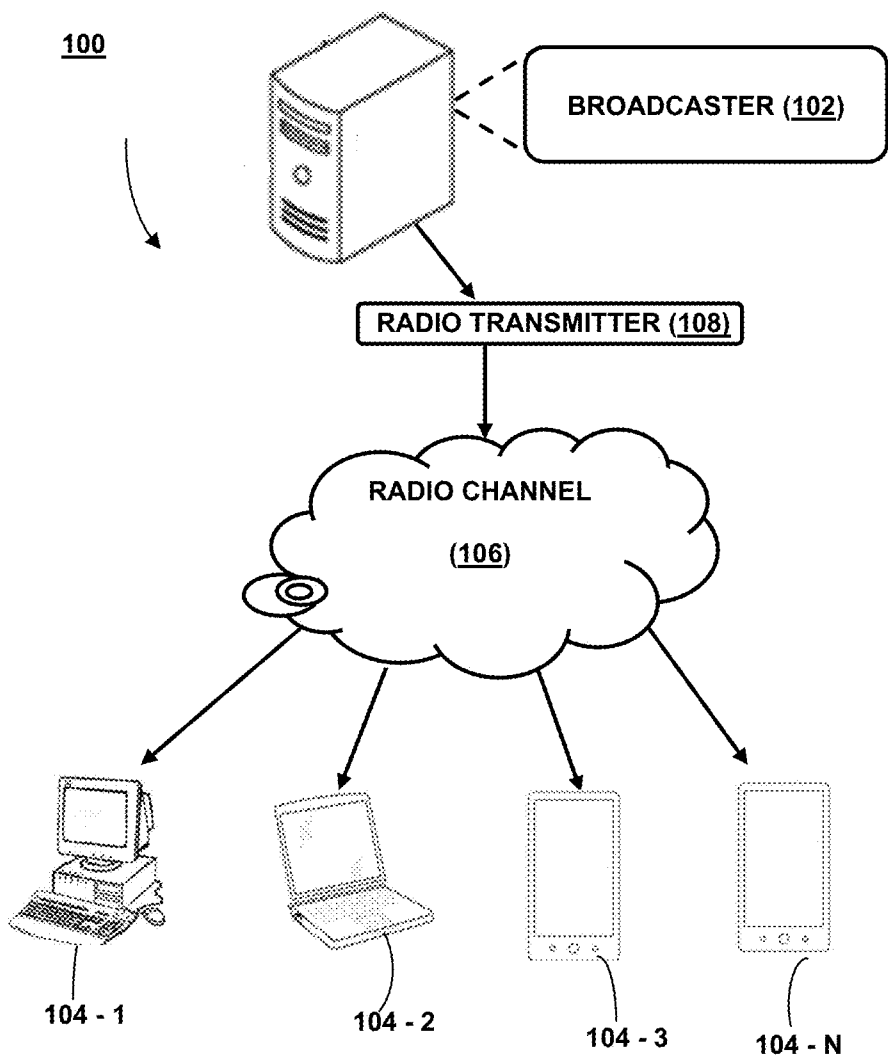 100
BROADCASTER (102)
RADIO TRANSMITTER (108)
RADIO CHANNEL
(106)
104 - 1
104 - 2
104 - 3
104 - N